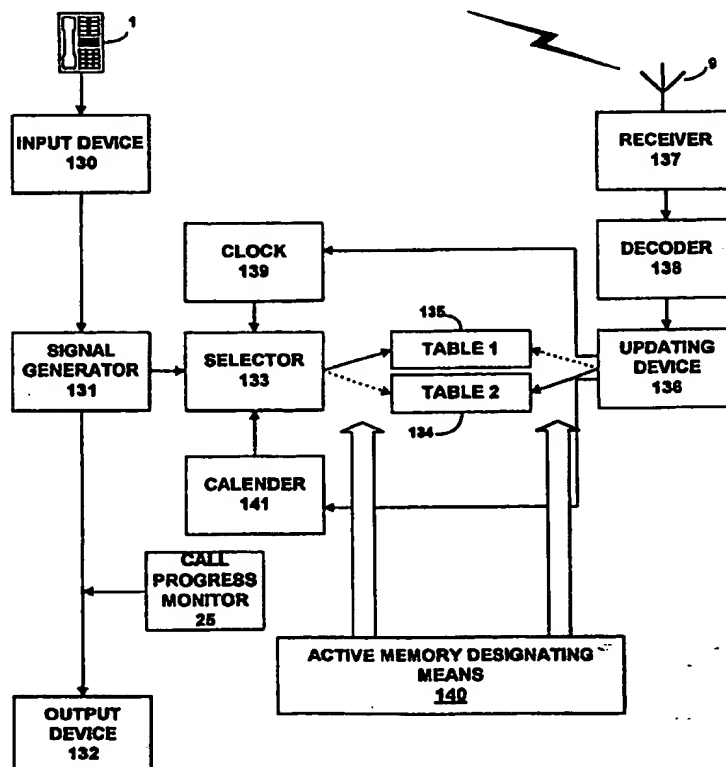 1
9
INPUT DEVICE
130
RECEIVER
137
CLOCK
139
DECODER
138
135
SIGNAL
GENERATOR
131
SELECTOR
133
TABLE 1
TABLE 2
134
UPDATING
DEVICE
136
CALENDER
141
CALL
PROGRESS
MONITOR
25
ACTIVE MEMORY DESIGNATING
MEANS
140
OUTPUT
DEVICE
132